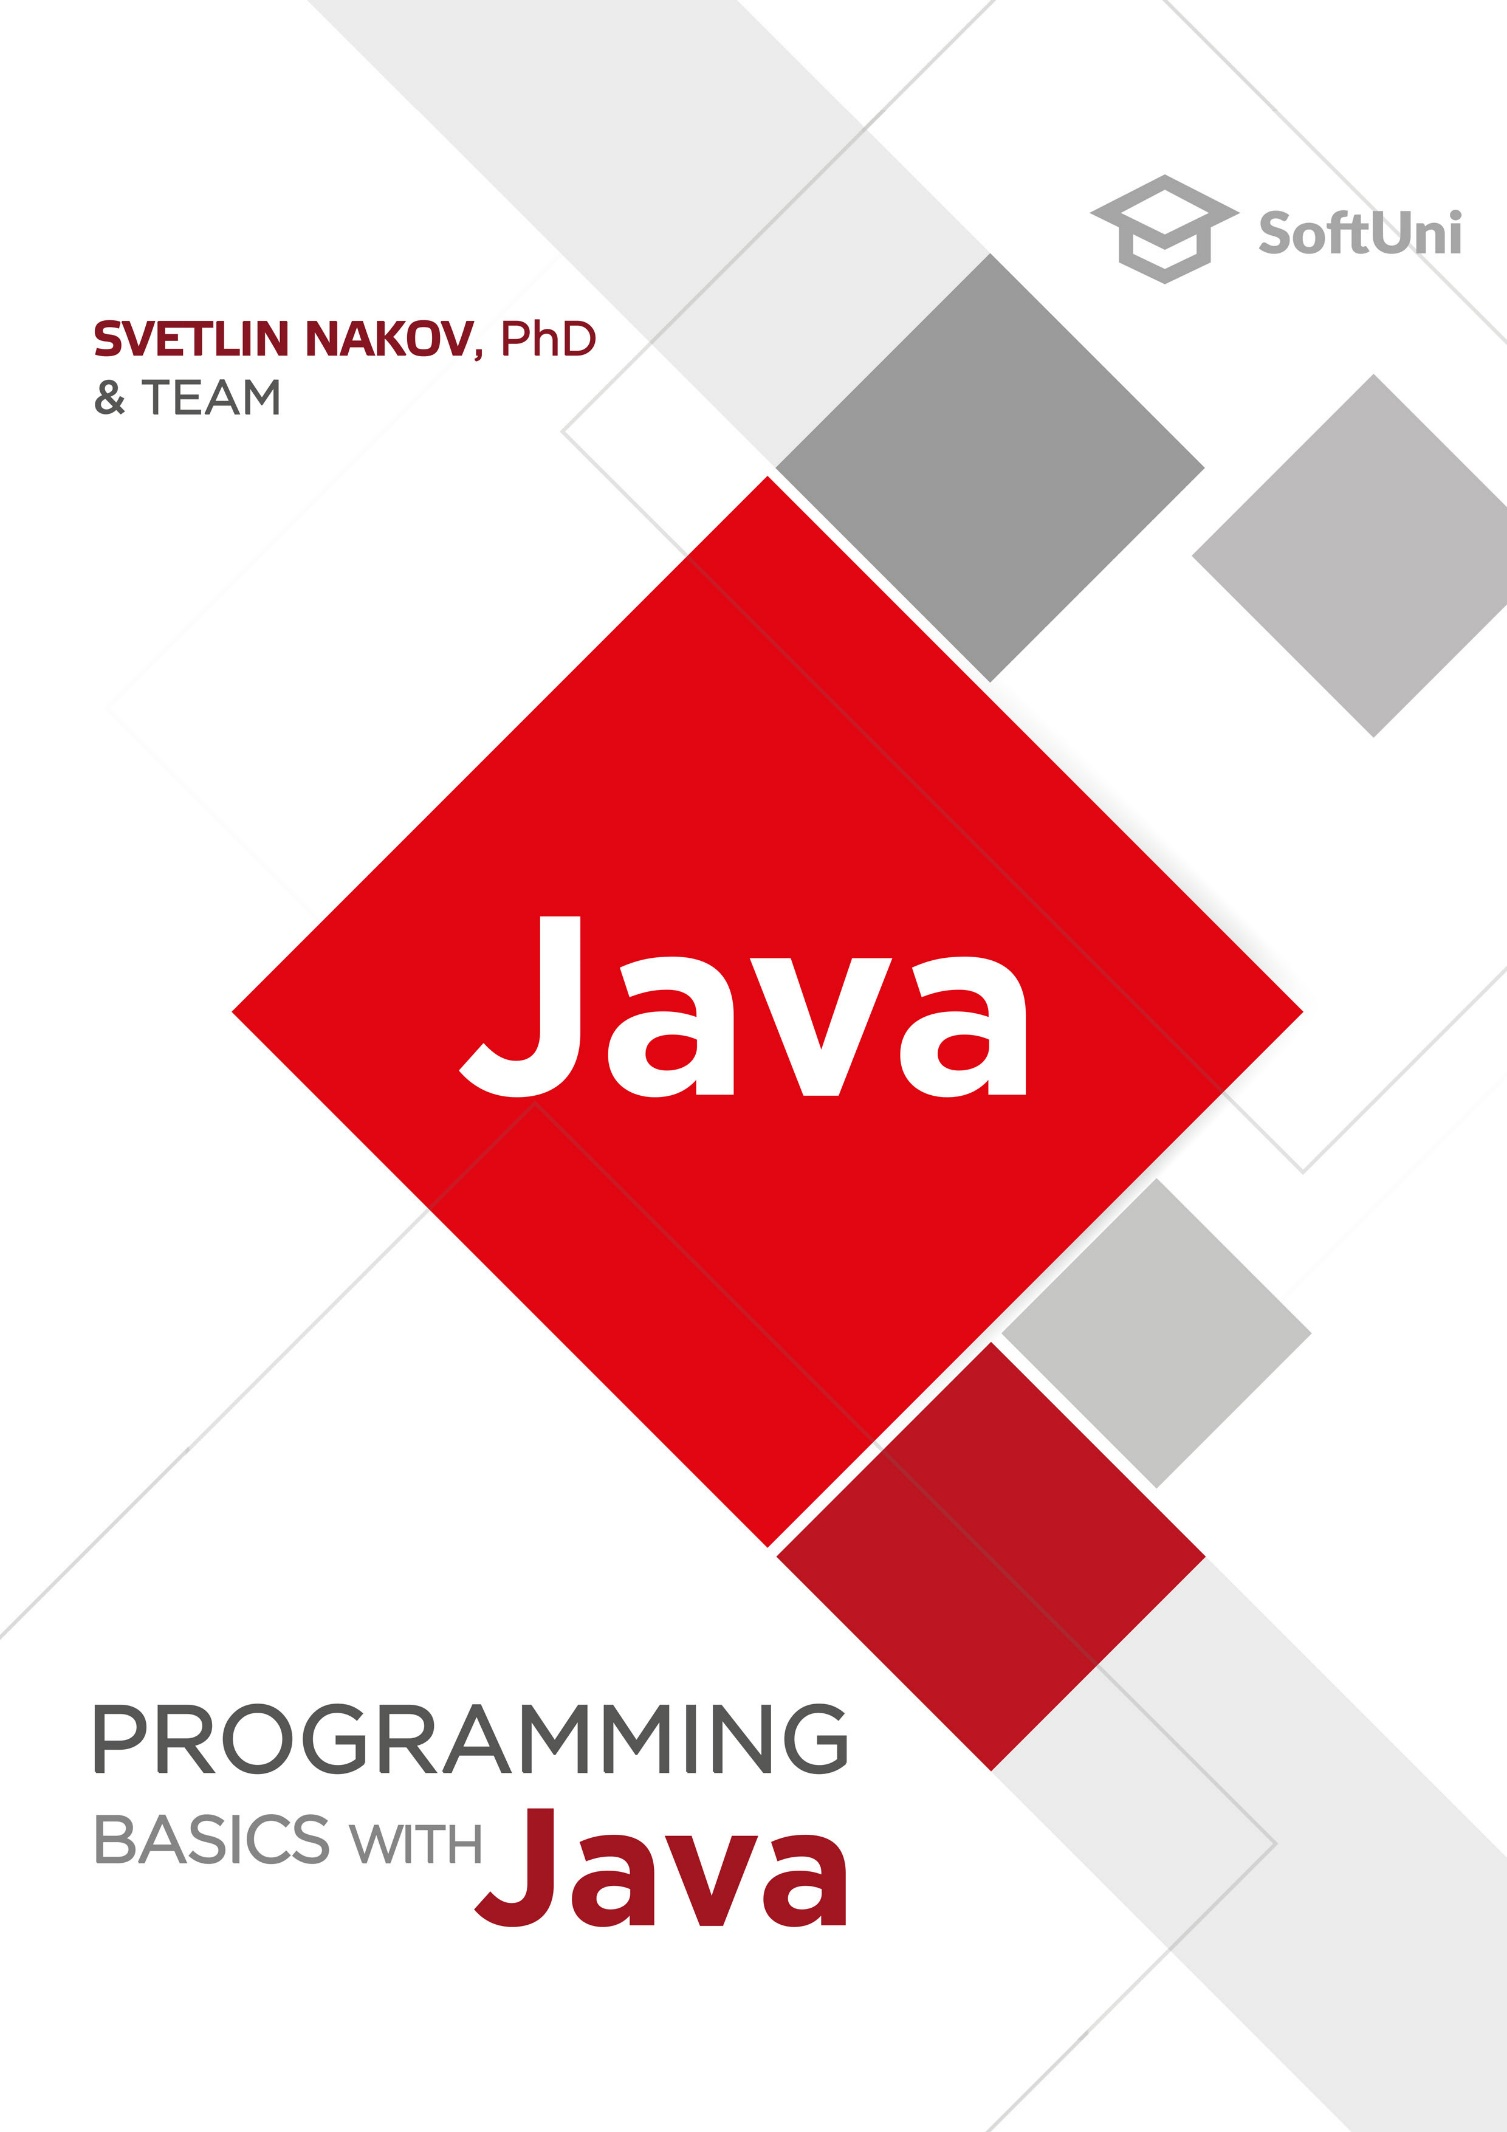 SoftUni
SVETLIN NAKOV, PhD
& TEAM
Java
PROGRAMMING
BASICS WITH Java